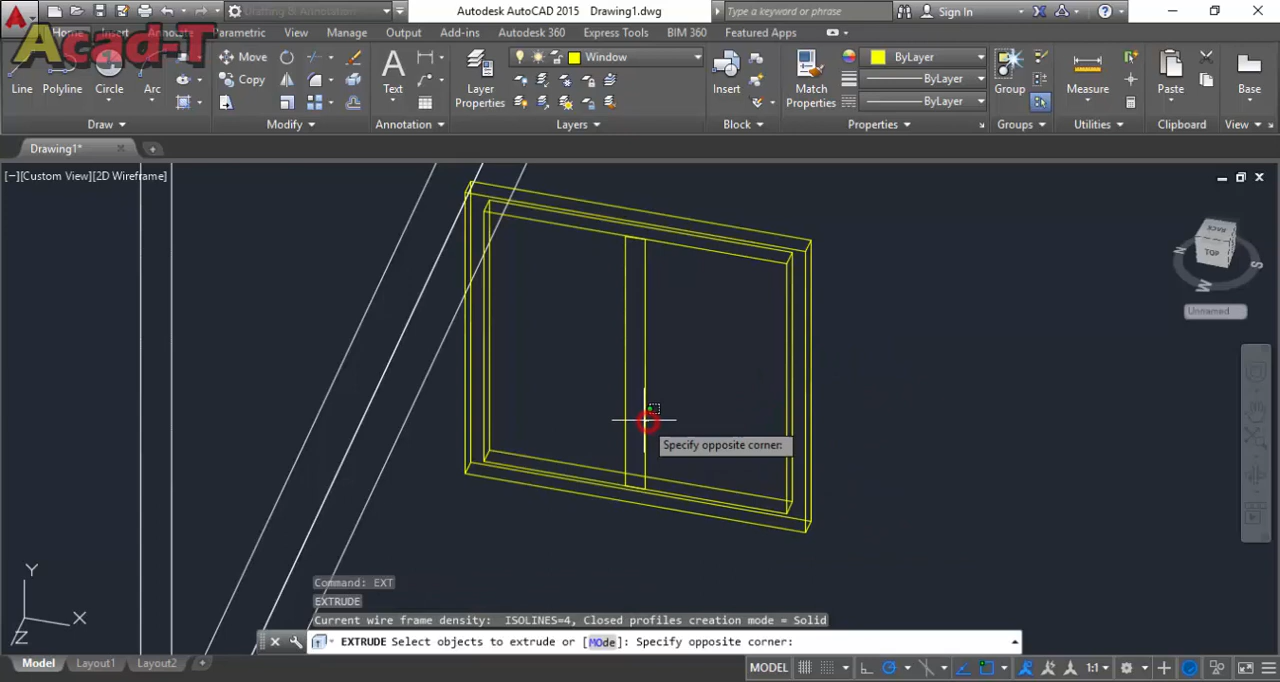 Autodesk AutoCAD 2015 Drawing1.dwg
Drafting & Annotation
Type a keyword or phrase
Sign In
Home Insert Annotate Parametric View Manage Output Add-ins Autodesk 360 Express Tools BIM 360 Featured Apps
Acad-T
Line Polyline Circle Arc
Move
Copy
Text
Layer
Properties
Window
Insert
Match
Properties
ByLayer
ByLayer
ByLayer
Group
Measure
Paste
Base
Draw Modify Annotation Layers Block Properties Groups Utilities Clipboard View
Drawing1*
[−][Custom View][2D Wireframe]
BACK
TOP
N
S
W
Unnamed
Specify opposite corner:
Y
X
Z
Command: EXT
EXTRUDE
Current wire frame density: ISOLINES=4, Closed profiles creation mode = Solid
EXTRUDE Select objects to extrude or [MOde]: Specify opposite corner:
Model Layout1 Layout2
MODEL
1:1